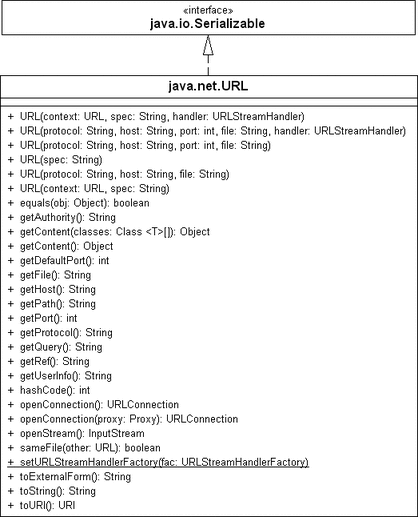 «interface»
java.io.Serializable
java.net.URL
+ URL(context: URL, spec: String, handler: URLStreamHandler)
+ URL(protocol: String, host: String, port: int, file: String, handler: URLStreamHandler)
+ URL(protocol: String, host: String, port: int, file: String)
+ URL(spec: String)
+ URL(protocol: String, host: String, file: String)
+ URL(context: URL, spec: String)
+ equals(obj: Object): boolean
+ getAuthority(): String
+ getContent(classes: Class <T>[]): Object
+ getContent(): Object
+ getDefaultPort(): int
+ getFile(): String
+ getHost(): String
+ getPath(): String
+ getPort(): int
+ getProtocol(): String
+ getQuery(): String
+ getRef(): String
+ getUserInfo(): String
+ hashCode(): int
+ openConnection(): URLConnection
+ openConnection(proxy: Proxy): URLConnection
+ openStream(): InputStream
+ sameFile(other: URL): boolean
+ setURLStreamHandlerFactory(fac: URLStreamHandlerFactory)
+ toExternalForm(): String
+ toString(): String
+ toURI(): URI